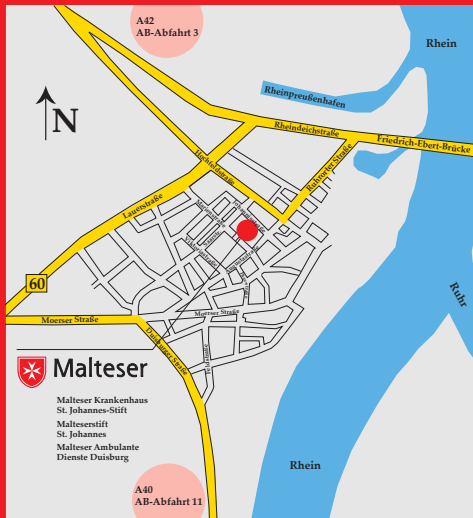 A42
AB-Abfahrt 3
Rhein
Rheinpreußenhafen
N
Rheindeichstraße
Friedrich-Ebert-Brücke
Hochfeldstraße
Ruhrorter Straße
Lauerstraße
60
Ruhr
Moerser Straße
Moerser Straße
Duisburger Straße
Malteser
Malteser Krankenhaus
St. Johannes-Stift
Malteserstift
St. Johannes
Malteser Ambulante
Dienste Duisburg
Rhein
A40
AB-Abfahrt 11